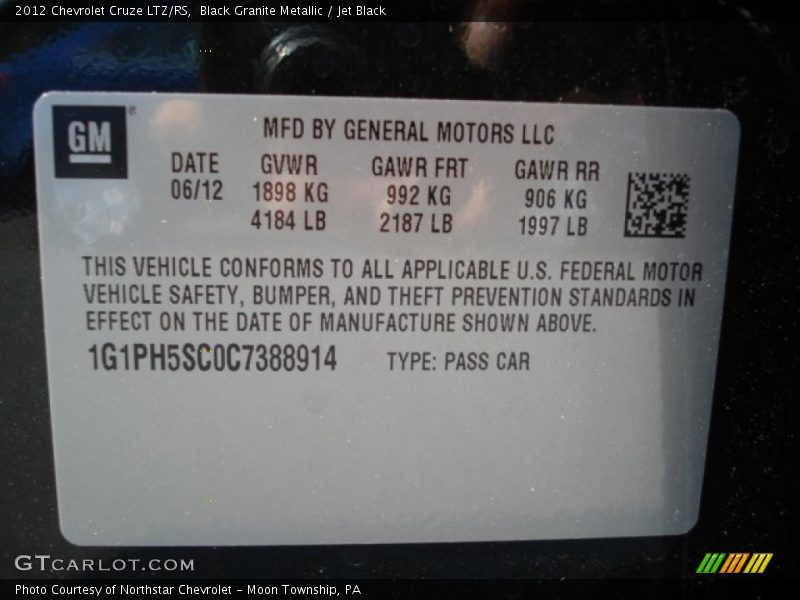 2012 Chevrolet Cruze LTZ/RS, Black Granite Metallic / Jet Black
GM®
MFD BY GENERAL MOTORS LLC
DATE GVWR GAWR FRT GAWR RR
06/12 1898 KG 992 KG 906 KG
4184 LB 2187 LB 1997 LB
THIS VEHICLE CONFORMS TO ALL APPLICABLE U.S. FEDERAL MOTOR
VEHICLE SAFETY, BUMPER, AND THEFT PREVENTION STANDARDS IN
EFFECT ON THE DATE OF MANUFACTURE SHOWN ABOVE.
1G1PH5SC0C7388914 TYPE: PASS CAR
GTCARLOT.COM
Photo Courtesy of Northstar Chevrolet - Moon Township, PA